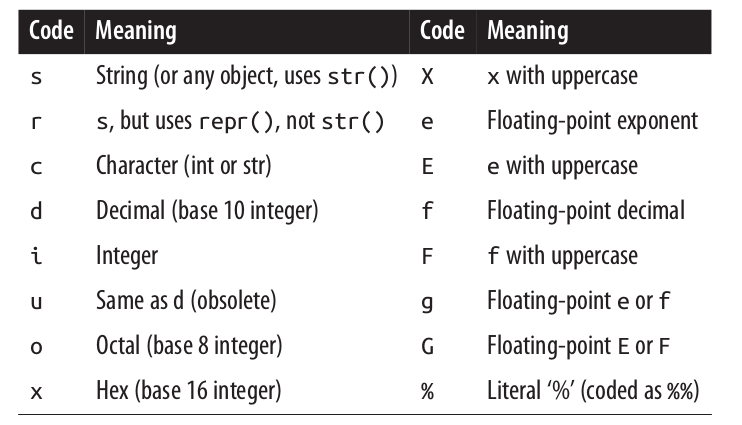 Code Meaning Code Meaning
s String (or any object, uses str()) X x with uppercase
r s, but uses repr(), not str() e Floating-point exponent
c Character (int or str) E e with uppercase
d Decimal (base 10 integer) f Floating-point decimal
i Integer F f with uppercase
u Same as d (obsolete) g Floating-point e or f
o Octal (base 8 integer) G Floating-point E or F
x Hex (base 16 integer) % Literal ‘%’ (coded as %%)